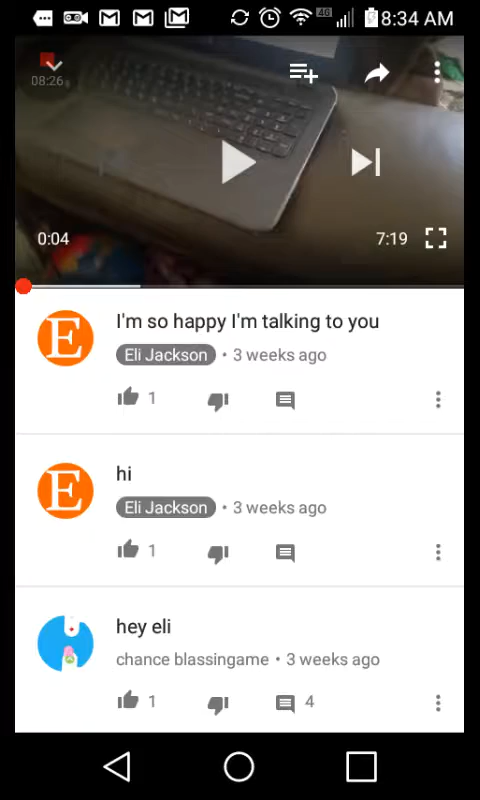 4G 8:34 AM
08:26
0:04 7:19
E I'm so happy I'm talking to you
Eli Jackson • 3 weeks ago
1
E hi
Eli Jackson • 3 weeks ago
1
hey eli
chance blassingame • 3 weeks ago
1 4